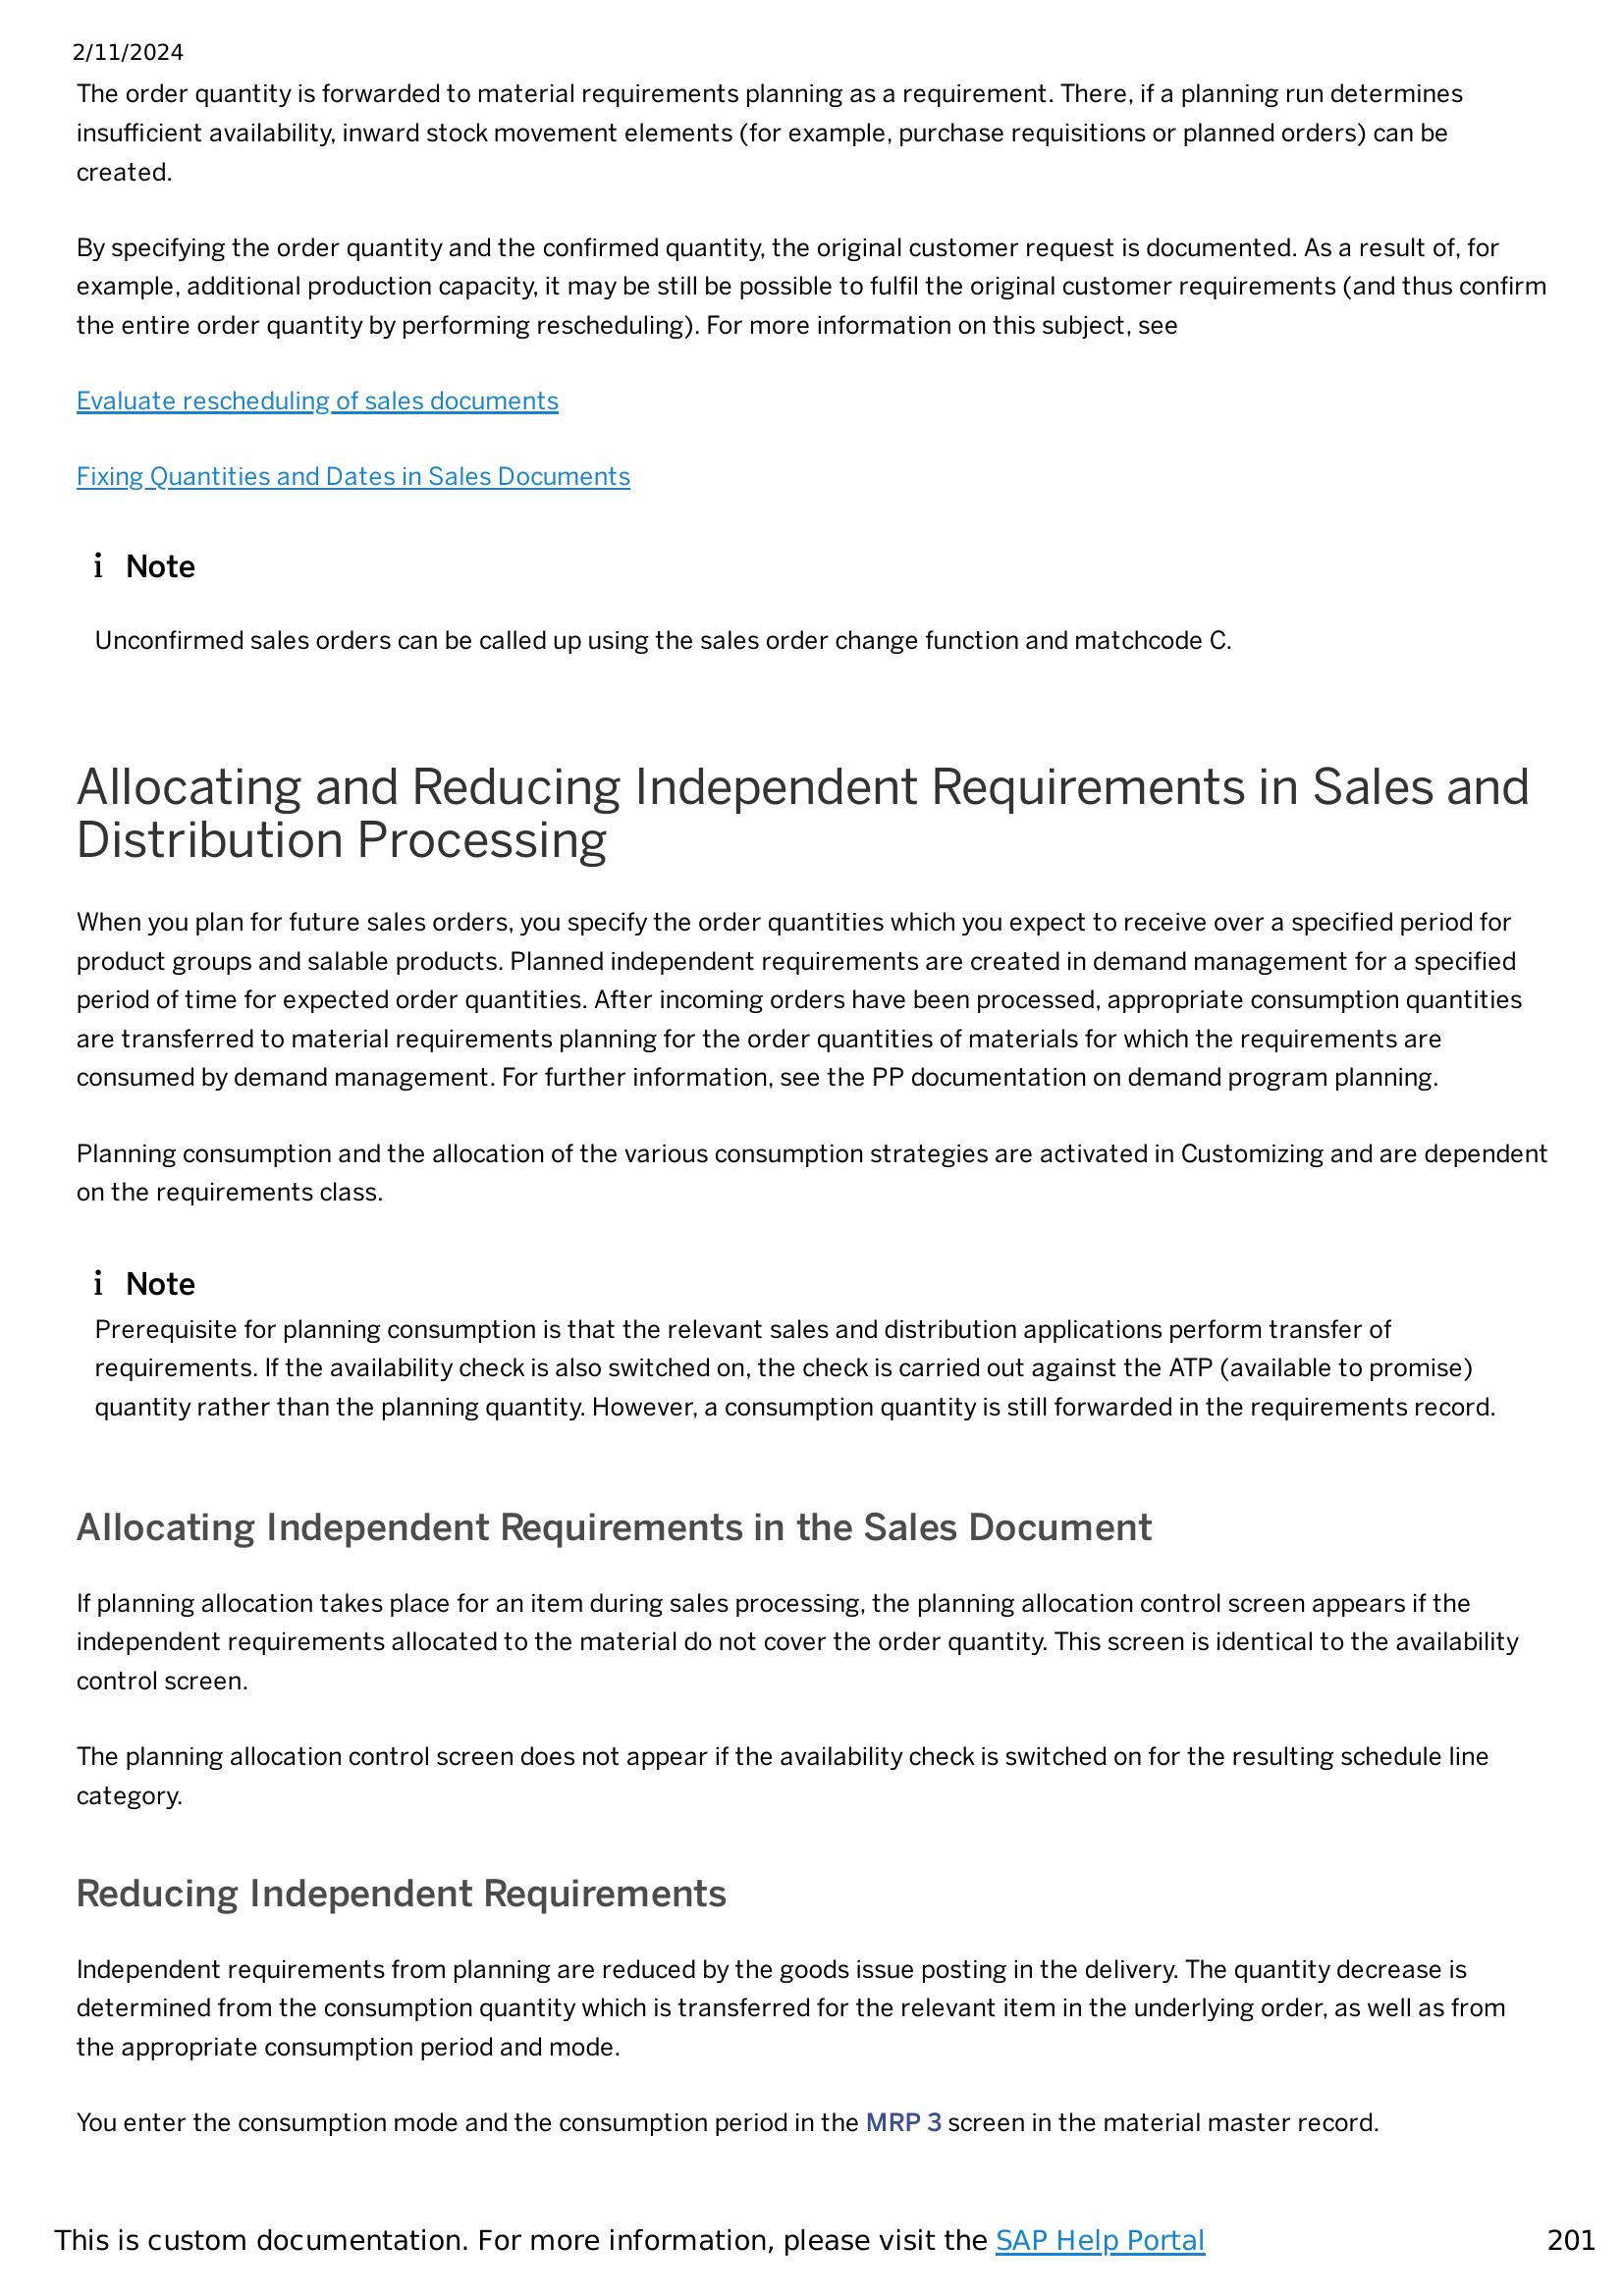 2/11/2024
The order quantity is forwarded to material requirements planning as a requirement. There, if a planning run determines
insufficient availability, inward stock movement elements (for example, purchase requisitions or planned orders) can be
created.
By specifying the order quantity and the confirmed quantity, the original customer request is documented. As a result of, for
example, additional production capacity, it may be still be possible to fulfil the original customer requirements (and thus confirm
the entire order quantity by performing rescheduling). For more information on this subject, see
Evaluate rescheduling of sales documents
Fixing Quantities and Dates in Sales Documents
i Note
Unconfirmed sales orders can be called up using the sales order change function and matchcode C.
Allocating and Reducing Independent Requirements in Sales and
Distribution Processing
When you plan for future sales orders, you specify the order quantities which you expect to receive over a specified period for
product groups and salable products. Planned independent requirements are created in demand management for a specified
period of time for expected order quantities. After incoming orders have been processed, appropriate consumption quantities
are transferred to material requirements planning for the order quantities of materials for which the requirements are
consumed by demand management. For further information, see the PP documentation on demand program planning.
Planning consumption and the allocation of the various consumption strategies are activated in Customizing and are dependent
on the requirements class.
i Note
Prerequisite for planning consumption is that the relevant sales and distribution applications perform transfer of
requirements. If the availability check is also switched on, the check is carried out against the ATP (available to promise)
quantity rather than the planning quantity. However, a consumption quantity is still forwarded in the requirements record.
Allocating Independent Requirements in the Sales Document
If planning allocation takes place for an item during sales processing, the planning allocation control screen appears if the
independent requirements allocated to the material do not cover the order quantity. This screen is identical to the availability
control screen.
The planning allocation control screen does not appear if the availability check is switched on for the resulting schedule line
category.
Reducing Independent Requirements
Independent requirements from planning are reduced by the goods issue posting in the delivery. The quantity decrease is
determined from the consumption quantity which is transferred for the relevant item in the underlying order, as well as from
the appropriate consumption period and mode.
You enter the consumption mode and the consumption period in the MRP 3 screen in the material master record.
This is custom documentation. For more information, please visit the SAP Help Portal 201